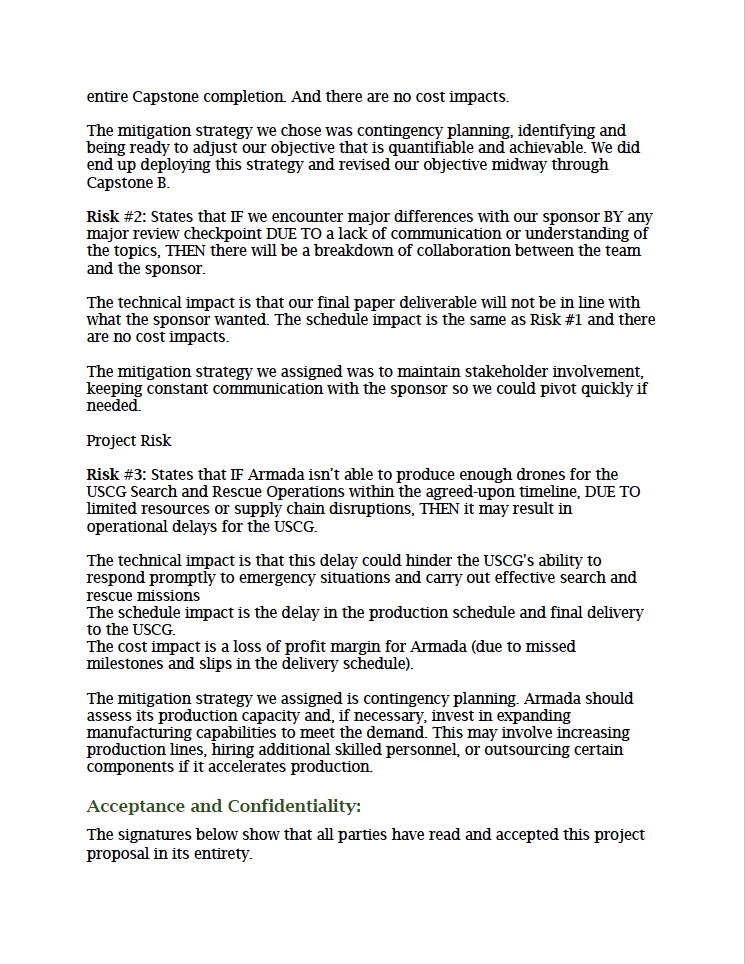 entire Capstone completion. And there are no cost impacts.
The mitigation strategy we chose was contingency planning, identifying and
being ready to adjust our objective that is quantifiable and achievable. We did
end up deploying this strategy and revised our objective midway through
Capstone B.
Risk #2: States that IF we encounter major differences with our sponsor BY any
major review checkpoint DUE TO a lack of communication or understanding of
the topics, THEN there will be a breakdown of collaboration between the team
and the sponsor.
The technical impact is that our final paper deliverable will not be in line with
what the sponsor wanted. The schedule impact is the same as Risk #1 and there
are no cost impacts.
The mitigation strategy we assigned was to maintain stakeholder involvement,
keeping constant communication with the sponsor so we could pivot quickly if
needed.
Project Risk
Risk #3: States that IF Armada isn’t able to produce enough drones for the
USCG Search and Rescue Operations within the agreed-upon timeline, DUE TO
limited resources or supply chain disruptions, THEN it may result in
operational delays for the USCG.
The technical impact is that this delay could hinder the USCG's ability to
respond promptly to emergency situations and carry out effective search and
rescue missions
The schedule impact is the delay in the production schedule and final delivery
to the USCG.
The cost impact is a loss of profit margin for Armada (due to missed
milestones and slips in the delivery schedule).
The mitigation strategy we assigned is contingency planning. Armada should
assess its production capacity and, if necessary, invest in expanding
manufacturing capabilities to meet the demand. This may involve increasing
production lines, hiring additional skilled personnel, or outsourcing certain
components if it accelerates production.
Acceptance and Confidentiality:
The signatures below show that all parties have read and accepted this project
proposal in its entirety.